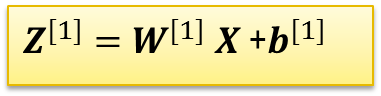 Z[1] = W[1] X +b[1]